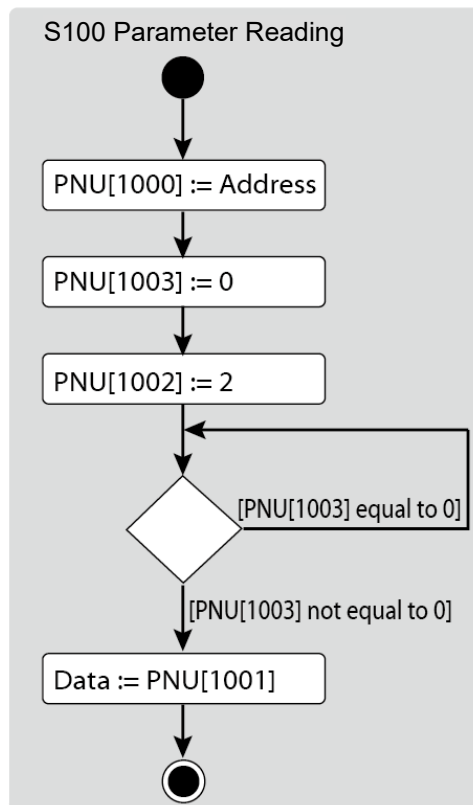 S100 Parameter Reading
PNU[1000] := Address
PNU[1003] := 0
PNU[1002] := 2
[PNU[1003] equal to 0]
[PNU[1003] not equal to 0]
Data := PNU[1001]